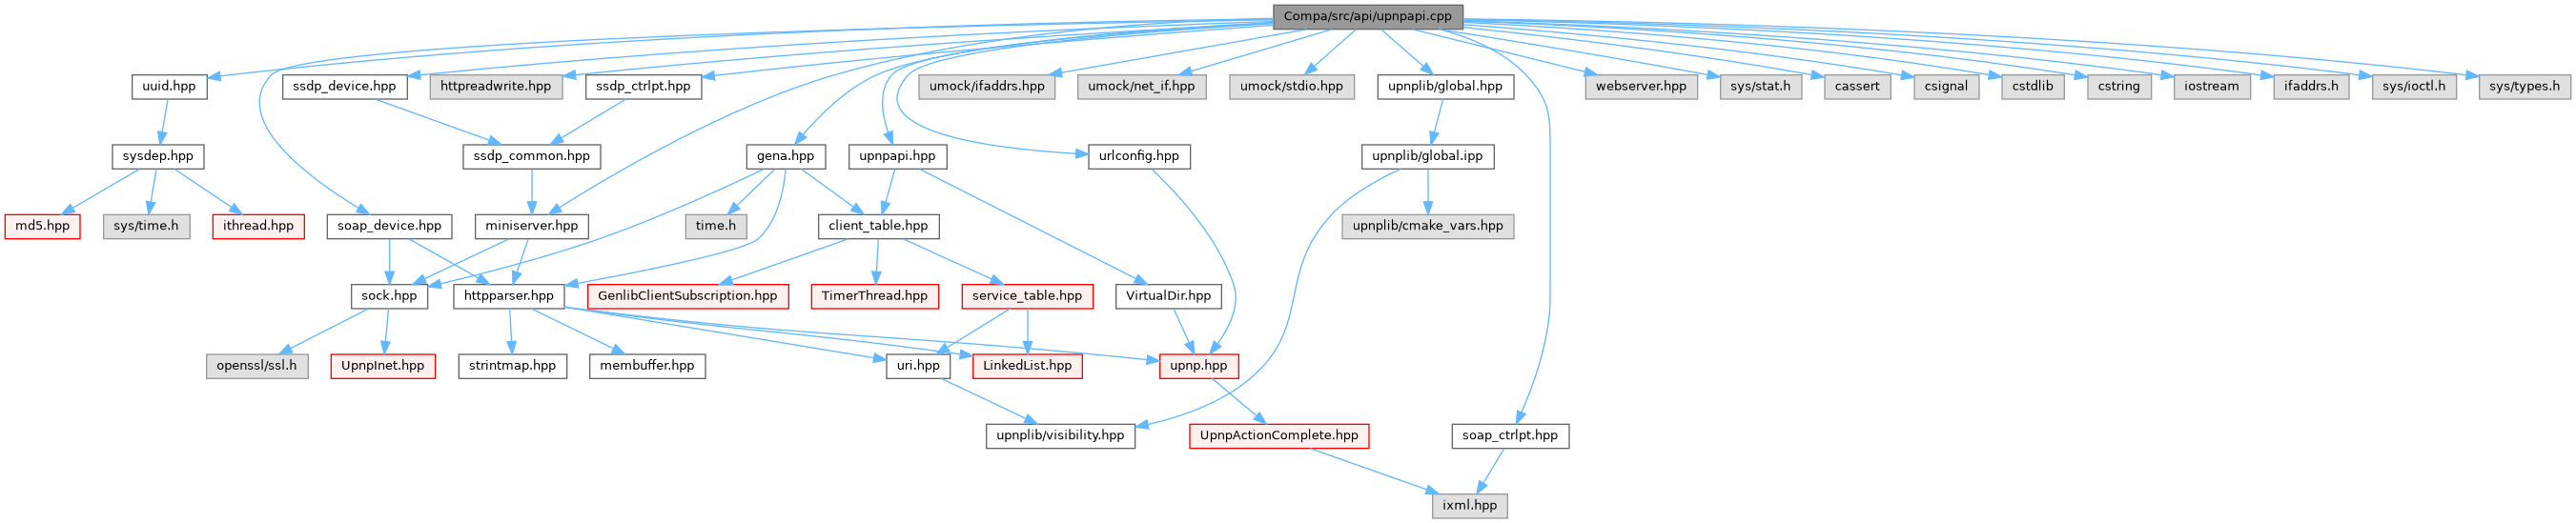 Compa/src/api/upnpapi.cpp
uuid.hpp
ssdp_device.hpp
httpreadwrite.hpp
ssdp_ctrlpt.hpp
umock/ifaddrs.hpp
umock/net_if.hpp
umock/stdio.hpp
upnplib/global.hpp
webserver.hpp
sys/stat.h
cassert
csignal
cstdlib
cstring
iostream
ifaddrs.h
sys/ioctl.h
sys/types.h
sysdep.hpp
ssdp_common.hpp
gena.hpp
upnpapi.hpp
urlconfig.hpp
upnplib/global.ipp
md5.hpp
sys/time.h
ithread.hpp
soap_device.hpp
miniserver.hpp
time.h
client_table.hpp
upnplib/cmake_vars.hpp
sock.hpp
httpparser.hpp
GenlibClientSubscription.hpp
TimerThread.hpp
service_table.hpp
VirtualDir.hpp
openssl/ssl.h
UpnpInet.hpp
strintmap.hpp
membuffer.hpp
uri.hpp
LinkedList.hpp
upnp.hpp
upnplib/visibility.hpp
UpnpActionComplete.hpp
soap_ctrlpt.hpp
ixml.hpp